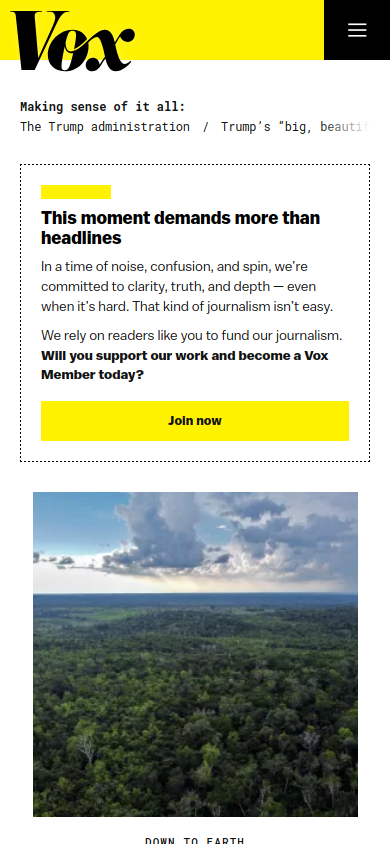 Vox
Making sense of it all:
The Trump administration / Trump’s “big, beauti
This moment demands more than
headlines
In a time of noise, confusion, and spin, we’re
committed to clarity, truth, and depth — even
when it’s hard. That kind of journalism isn’t easy.
We rely on readers like you to fund our journalism.
Will you support our work and become a Vox
Member today?
Join now
DOWN TO EARTH